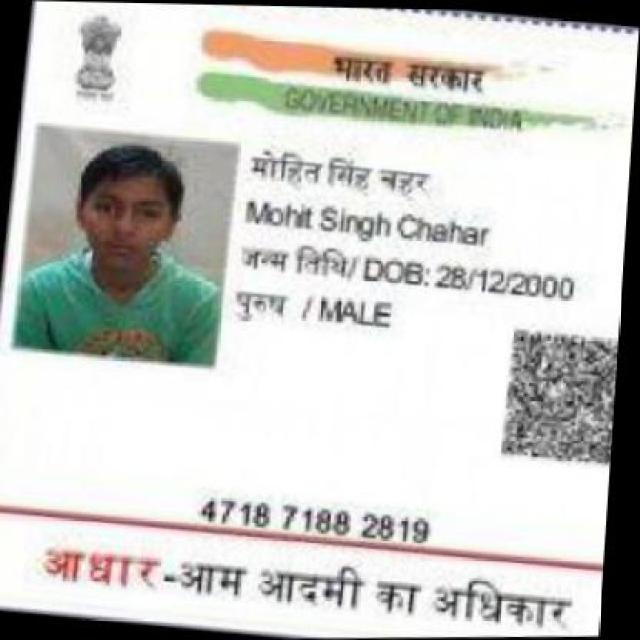 भारत सरकार
GOVERNMENT OF INDIA
मोहित सिंह चहर
Mohit Singh Chahar
जन्म तिथि/ DOB: 28/12/2000
पुरुष / MALE
4718 7188 2819
आधार-आम आदमी का अधिकार